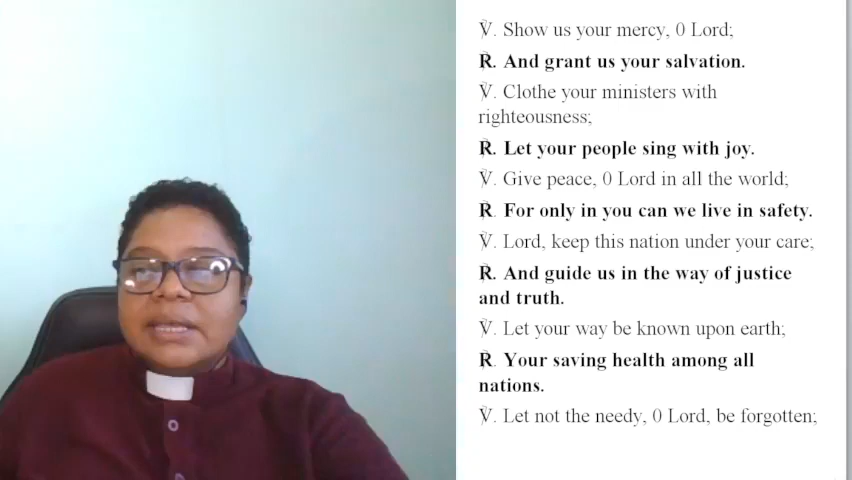 ℣. Show us your mercy, 0 Lord;
℟. And grant us your salvation.
℣. Clothe your ministers with
righteousness;
℟. Let your people sing with joy.
℣. Give peace, 0 Lord in all the world;
℟. For only in you can we live in safety.
℣. Lord, keep this nation under your care;
℟. And guide us in the way of justice
and truth.
℣. Let your way be known upon earth;
℟. Your saving health among all
nations.
℣. Let not the needy, 0 Lord, be forgotten;